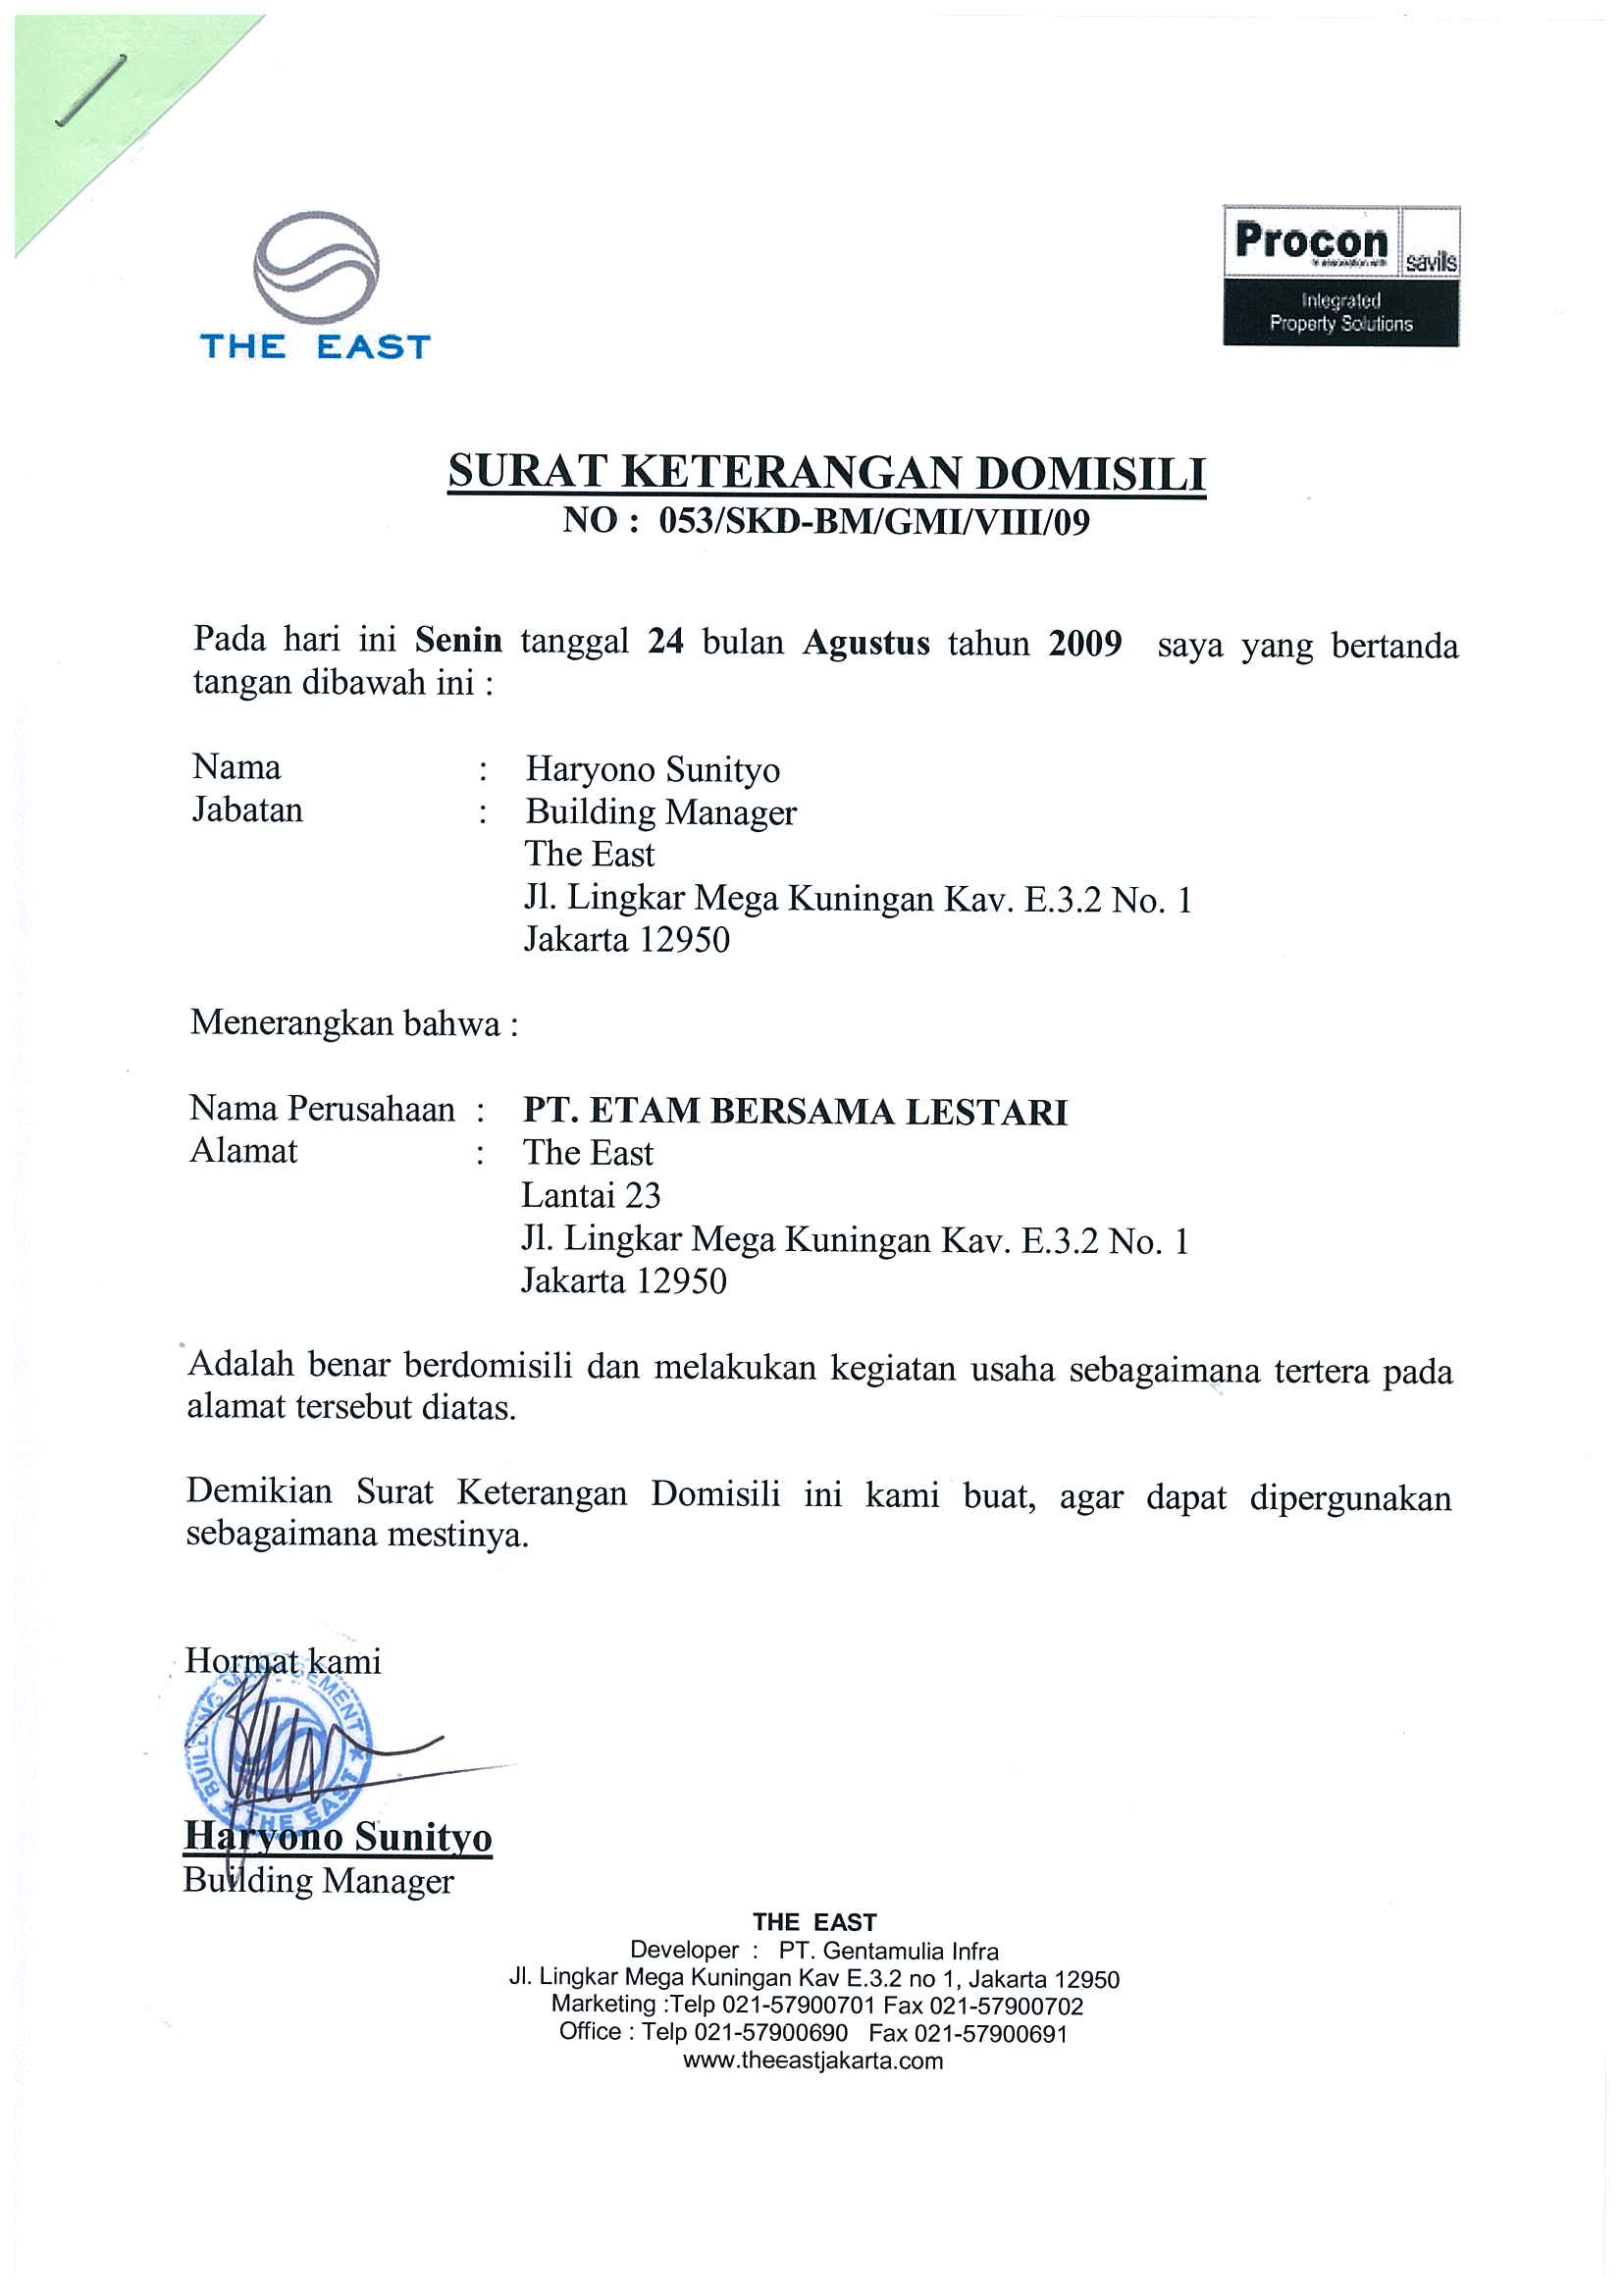 THE EAST
Procon
savills
Integrated
Property Solutions
SURAT KETERANGAN DOMISILI
NO : 053/SKD-BM/GMI/VIII/09
Pada hari ini Senin tanggal 24 bulan Agustus tahun 2009 saya yang bertanda
tangan dibawah ini :
Nama : Haryono Sunityo
Jabatan : Building Manager
The East
Jl. Lingkar Mega Kuningan Kav. E.3.2 No. 1
Jakarta 12950
Menerangkan bahwa :
Nama Perusahaan : PT. ETAM BERSAMA LESTARI
Alamat : The East
Lantai 23
Jl. Lingkar Mega Kuningan Kav. E.3.2 No. 1
Jakarta 12950
Adalah benar berdomisili dan melakukan kegiatan usaha sebagaimana tertera pada
alamat tersebut diatas.
Demikian Surat Keterangan Domisili ini kami buat, agar dapat dipergunakan
sebagaimana mestinya.
Hormat kami
BUILDING MANAGEMENT
THE EAST
Haryono Sunityo
Building Manager
THE EAST
Developer : PT. Gentamulia Infra
Jl. Lingkar Mega Kuningan Kav E.3.2 no 1, Jakarta 12950
Marketing :Telp 021-57900701 Fax 021-57900702
Office : Telp 021-57900690 Fax 021-57900691
www.theeastjakarta.com